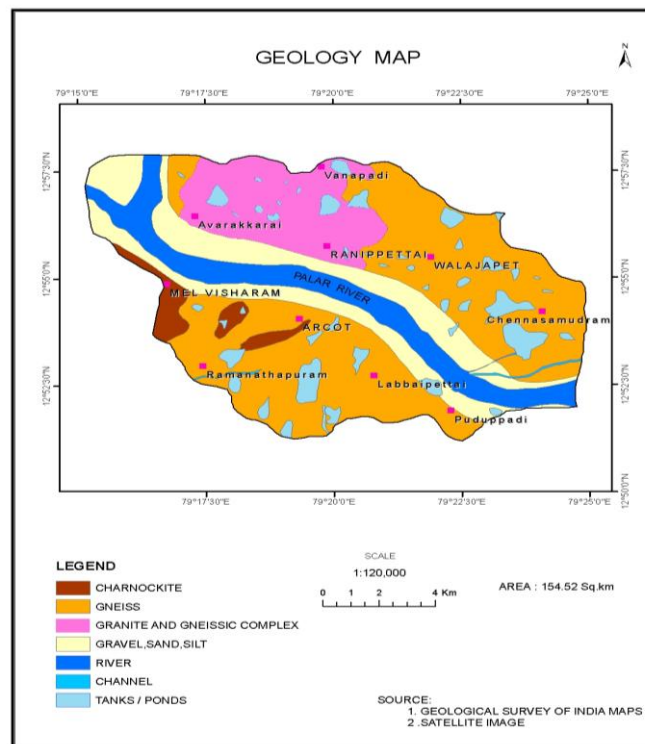 GEOLOGY MAP
N
79°15'0"E 79°17'30"E 79°20'0"E 79°22'30"E 79°25'0"E
12°57'30"N 12°57'30"N
Vanapadi
Avarakkarai
RANIPPETTAI
WALAJAPET
12°55'0"N 12°55'0"N
PALAR RIVER
MEL VISHARAM
Chennasamudram
ARCOT
Ramanathapuram
Labbaipettai
12°52'30"N 12°52'30"N
Puduppadi
12°50'0"N
79°17'30"E 79°20'0"E 79°22'30"E 79°25'0"E
LEGEND
CHARNOCKITE
GNEISS
GRANITE AND GNEISSIC COMPLEX
GRAVEL,SAND,SILT
RIVER
CHANNEL
TANKS / PONDS
SCALE
1:120,000
0 1 2 4 Km
AREA : 154.52 Sq.km
SOURCE:
1. GEOLOGICAL SURVEY OF INDIA MAPS
2 .SATELLITE IMAGE